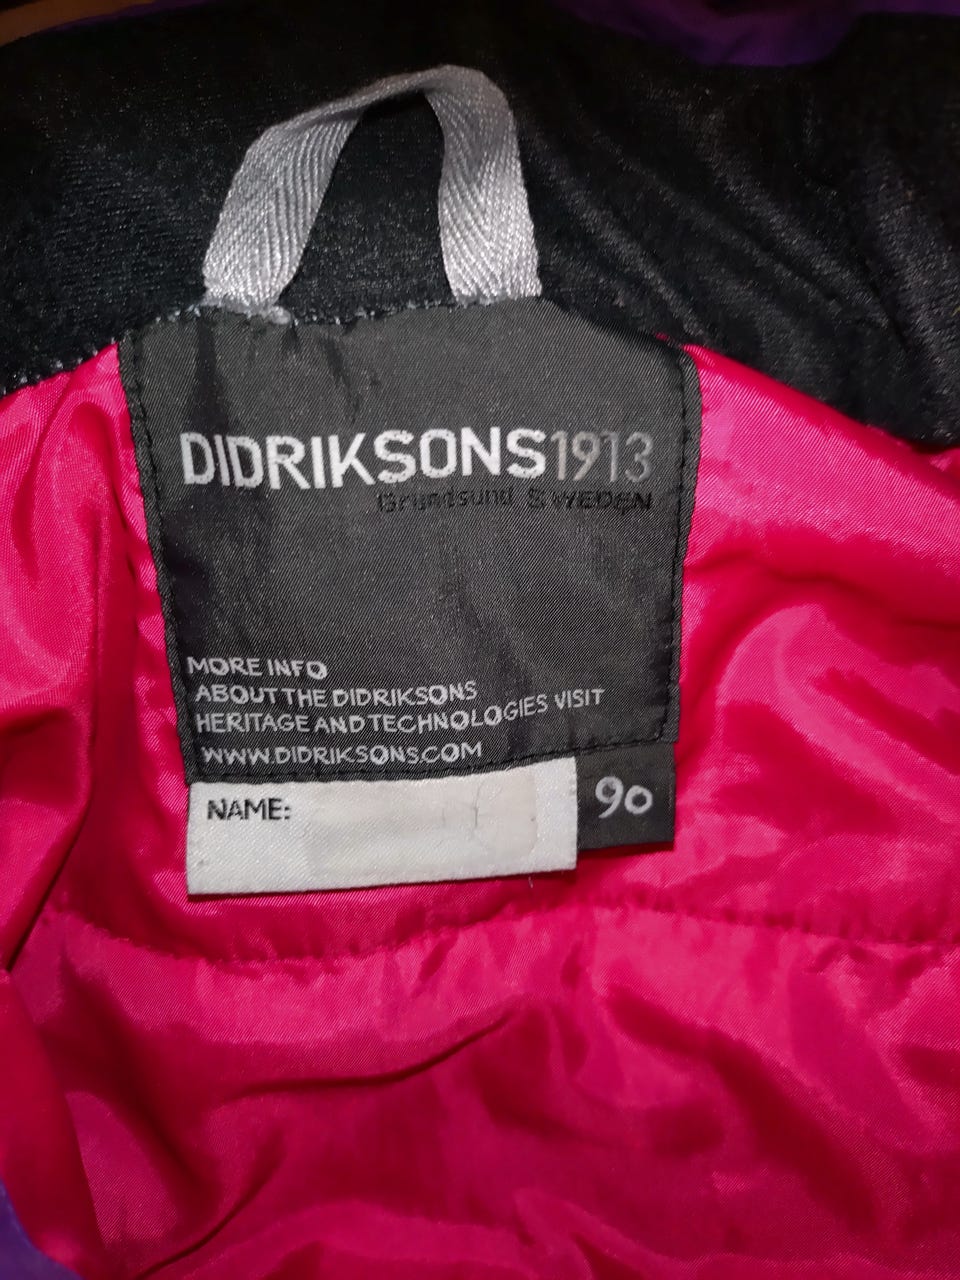 DIDRIKSONS1913
Grundsund SWEDEN
MORE INFO
ABOUT THE DIDRIKSONS
HERITAGE AND TECHNOLOGIES VISIT
WWW.DIDRIKSONS.COM
NAME:
90